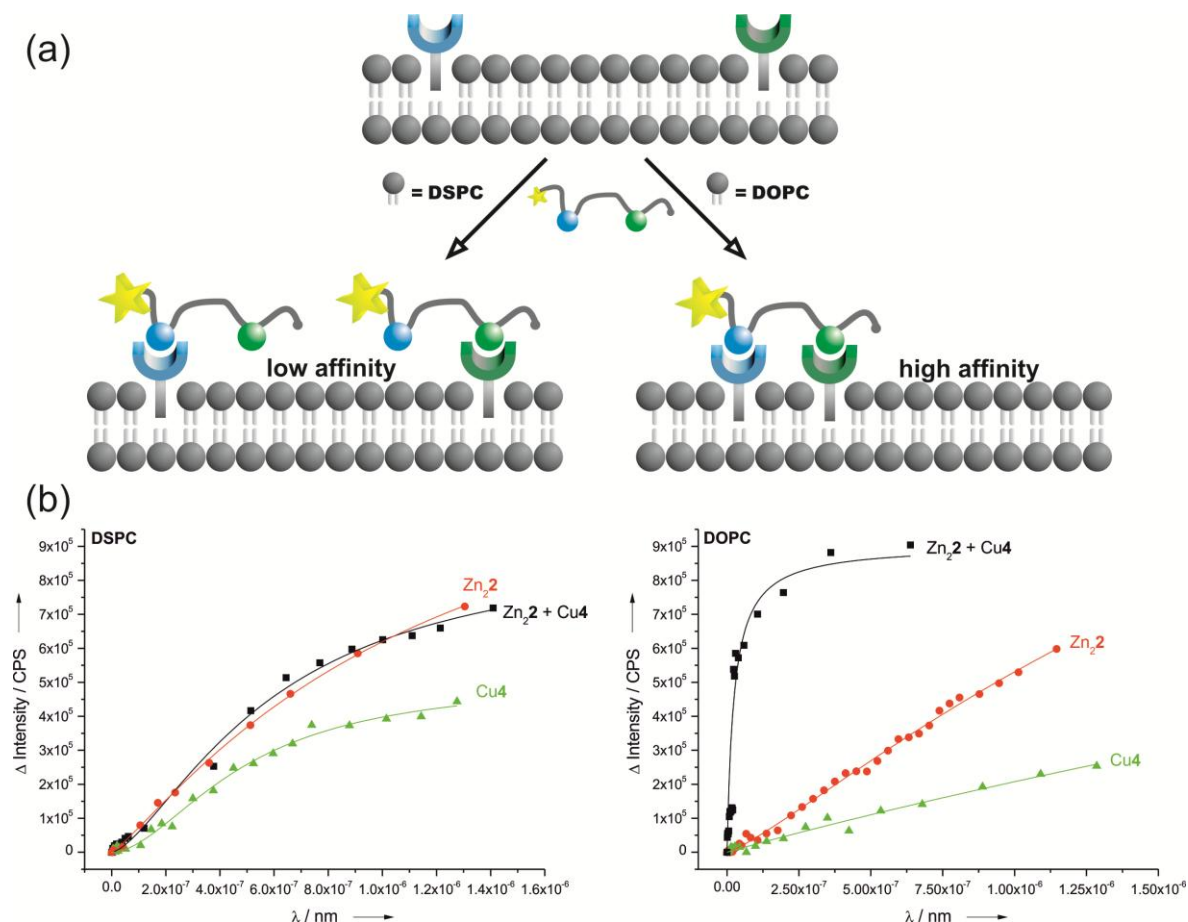 (a)
= DSPC
= DOPC
low affinity
high affinity
(b)
DSPC
9x10⁵
8x10⁵
7x10⁵
6x10⁵
5x10⁵
4x10⁵
3x10⁵
2x10⁵
1x10⁵
0
Δ Intensity / CPS
Zn₂2
Zn₂2 + Cu4
Cu4
0.0
2.0x10⁻⁷
4.0x10⁻⁷
6.0x10⁻⁷
8.0x10⁻⁷
1.0x10⁻⁶
1.2x10⁻⁶
1.4x10⁻⁶
1.6x10⁻⁶
λ / nm
DOPC
9x10⁵
8x10⁵
7x10⁵
6x10⁵
5x10⁵
4x10⁵
3x10⁵
2x10⁵
1x10⁵
0
Δ Intensity / CPS
Zn₂2 + Cu4
Zn₂2
Cu4
0.00
2.50x10⁻⁷
5.00x10⁻⁷
7.50x10⁻⁷
1.00x10⁻⁶
1.25x10⁻⁶
1.50x10⁻⁶
λ / nm